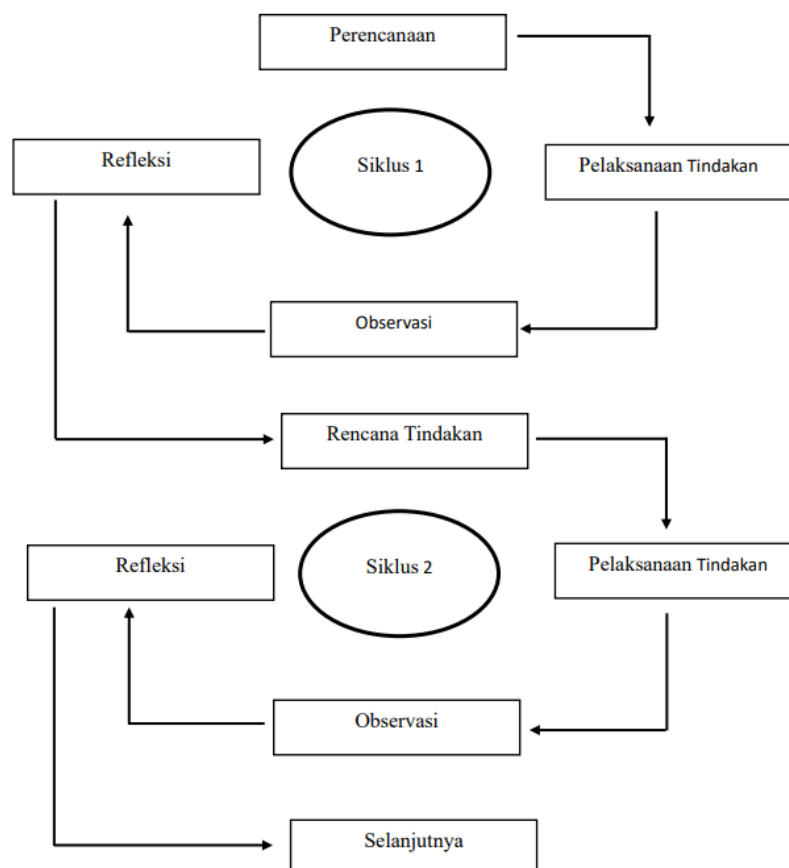 Perencanaan
Refleksi
Siklus 1
Pelaksanaan Tindakan
Observasi
Rencana Tindakan
Refleksi
Siklus 2
Pelaksanaan Tindakan
Observasi
Selanjutnya